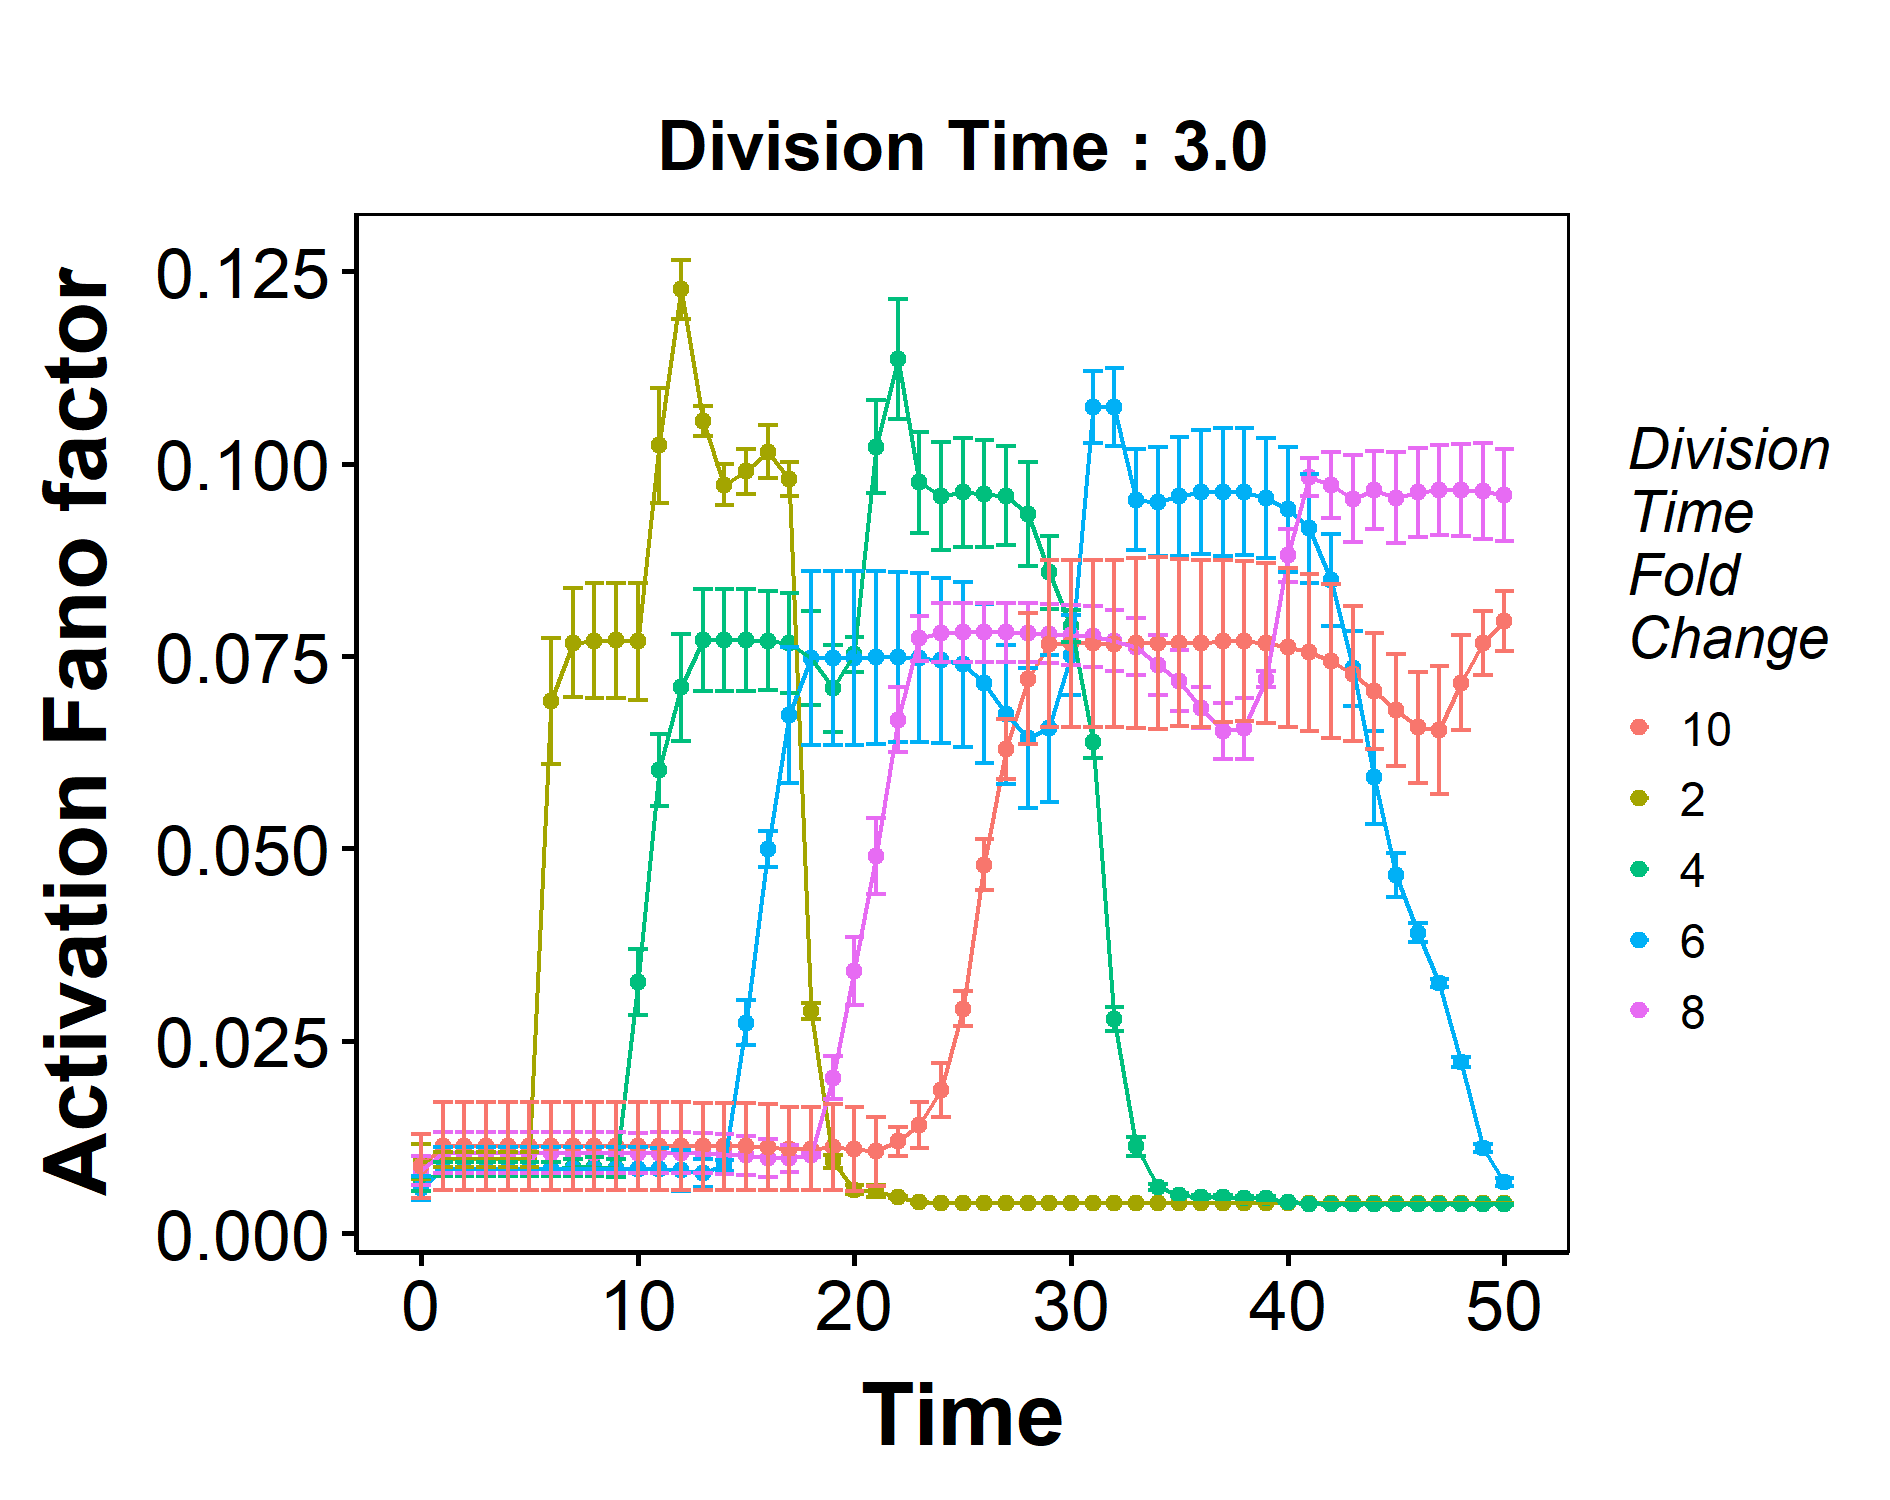 Division Time : 3.0
Activation Fano factor
0.125
0.100
0.075
0.050
0.025
0.000
0 10 20 30 40 50
Time
Division
Time
Fold
Change
10
2
4
6
8